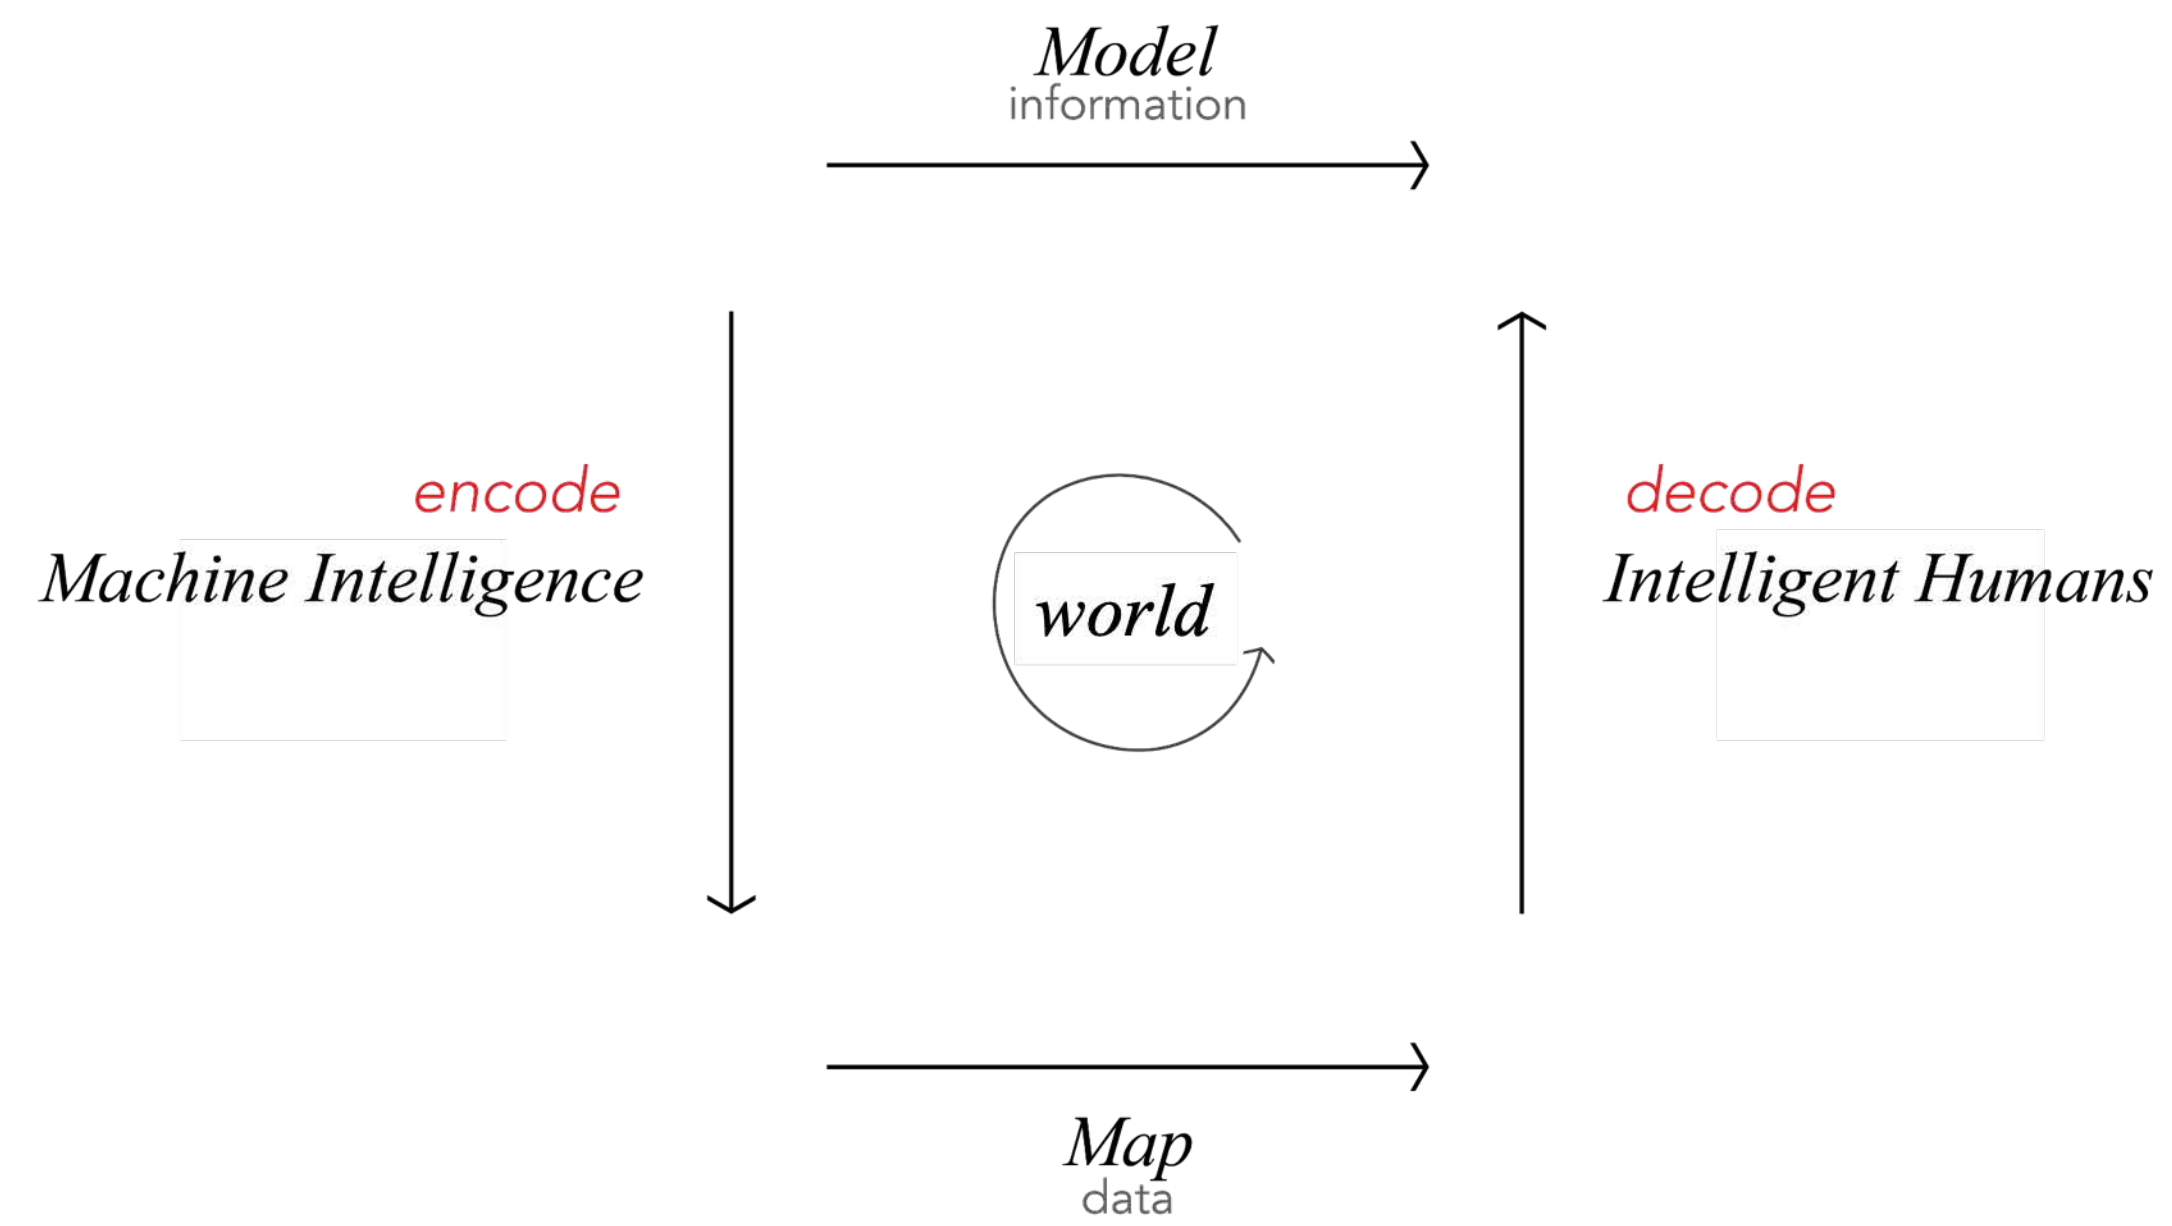 Model
information
encode
Machine Intelligence
world
decode
Intelligent Humans
Map
data